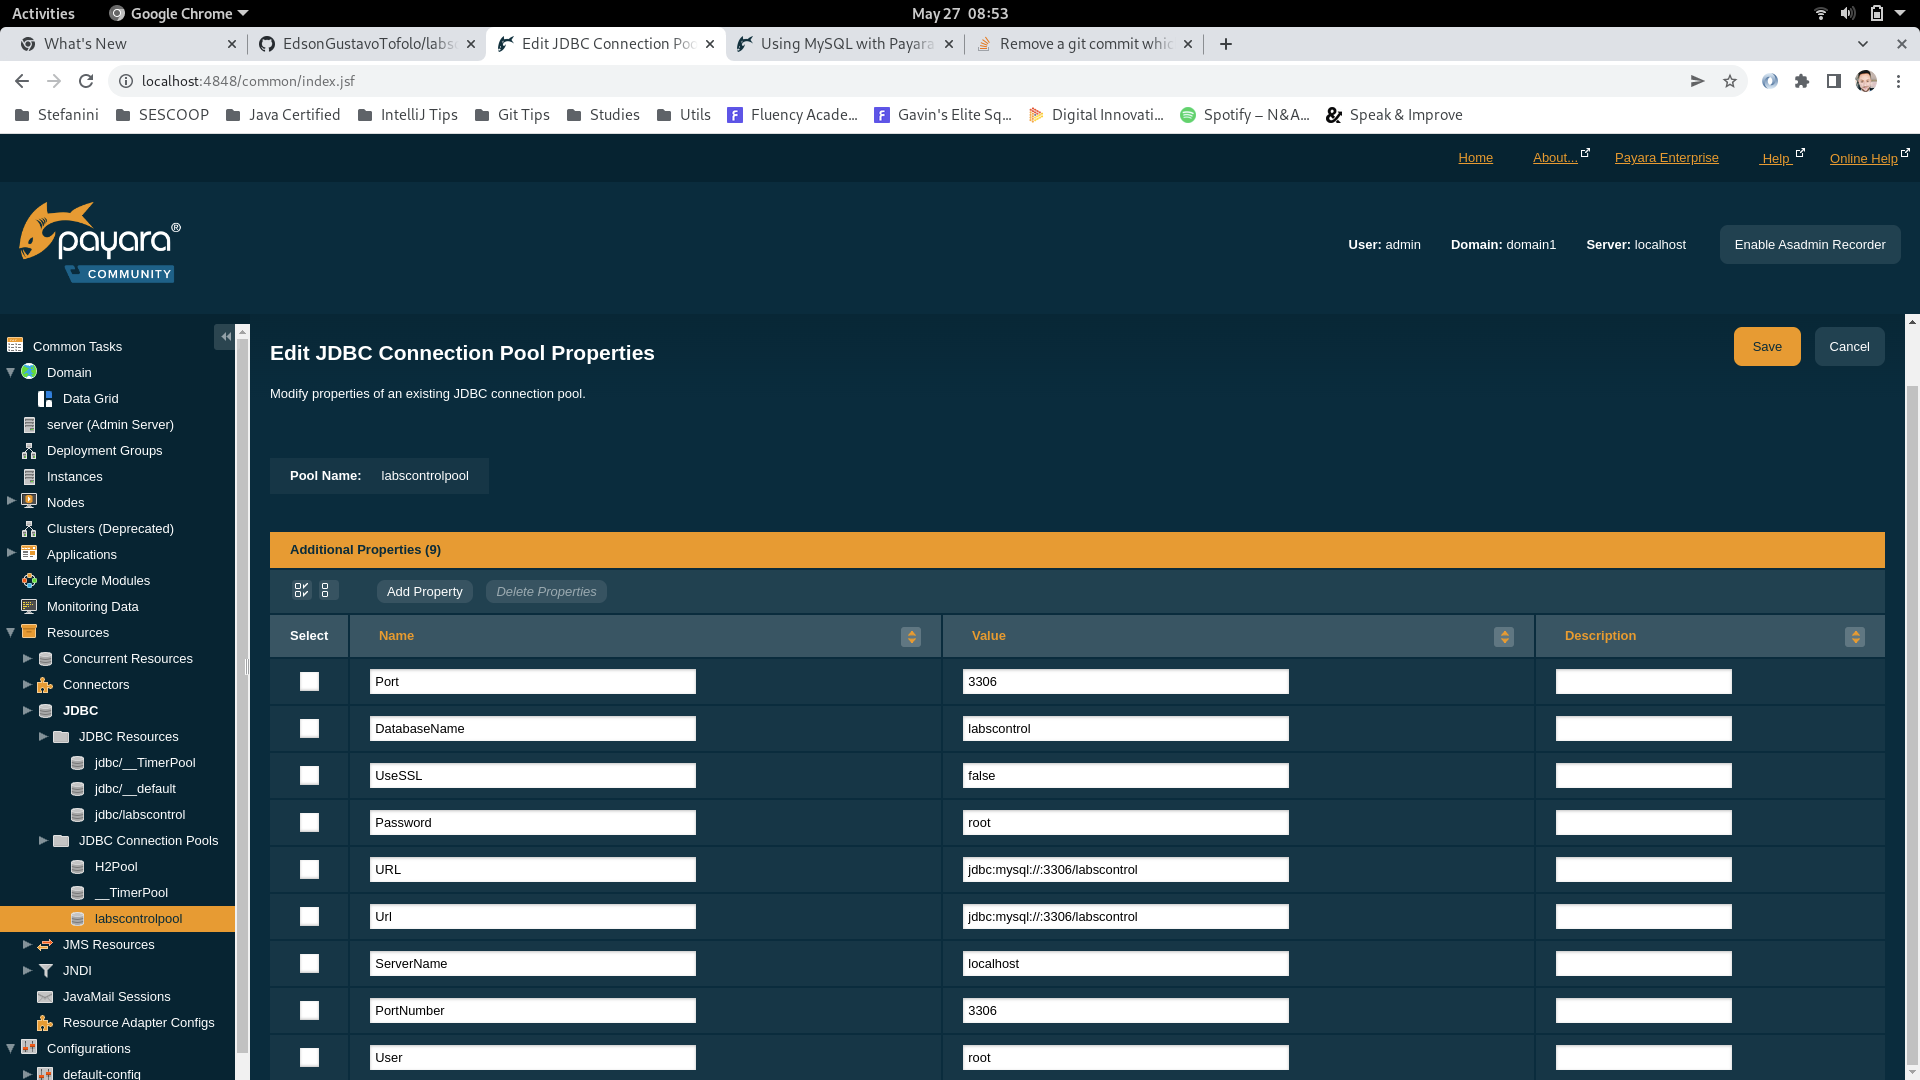 Activities
Google Chrome
May 27 08:53
What's New
EdsonGustavoTofolo/labsc
Edit JDBC Connection Poo
Using MySQL with Payara
Remove a git commit whic
localhost:4848/common/index.jsf
Stefanini
SESCOOP
Java Certified
IntelliJ Tips
Git Tips
Studies
Utils
Fluency Acade...
Gavin's Elite Sq...
Digital Innovati...
Spotify – N&A...
Speak & Improve
Home
About...
Payara Enterprise
Help
Online Help
payara®
COMMUNITY
User: admin
Domain: domain1
Server: localhost
Enable Asadmin Recorder
Common Tasks
Domain
Data Grid
server (Admin Server)
Deployment Groups
Instances
Nodes
Clusters (Deprecated)
Applications
Lifecycle Modules
Monitoring Data
Resources
Concurrent Resources
Connectors
JDBC
JDBC Resources
jdbc/__TimerPool
jdbc/__default
jdbc/labscontrol
JDBC Connection Pools
H2Pool
__TimerPool
labscontrolpool
JMS Resources
JNDI
JavaMail Sessions
Resource Adapter Configs
Configurations
default-config
Edit JDBC Connection Pool Properties
Save
Cancel
Modify properties of an existing JDBC connection pool.
Pool Name: labscontrolpool
Additional Properties (9)
Add Property
Delete Properties
Select
Name
Value
Description
Port
3306
DatabaseName
labscontrol
UseSSL
false
Password
root
URL
jdbc:mysql://:3306/labscontrol
Url
jdbc:mysql://:3306/labscontrol
ServerName
localhost
PortNumber
3306
User
root